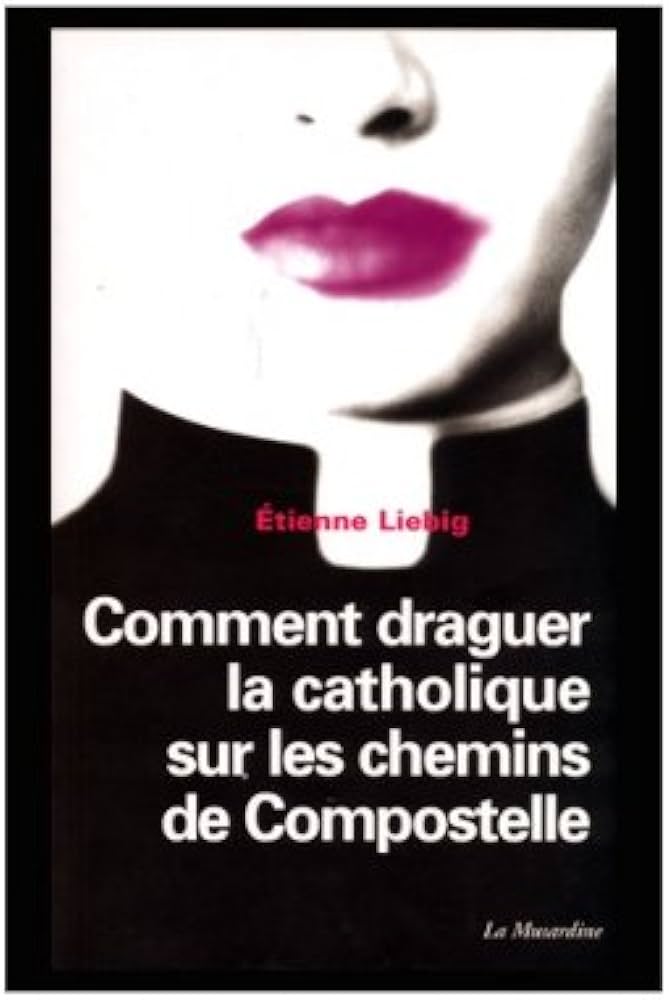 Étienne Liebig
Comment draguer
la catholique
sur les chemins
de Compostelle
La Musardine